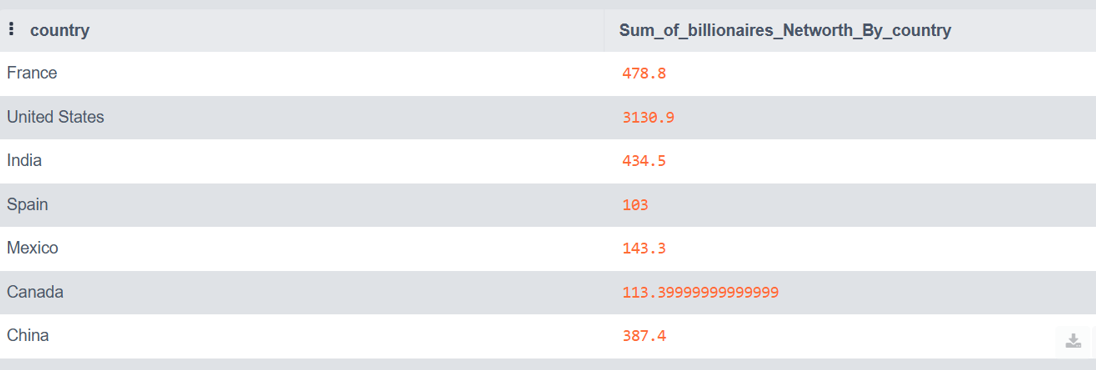 country Sum_of_billionaires_Networth_By_country
France 478.8
United States 3130.9
India 434.5
Spain 103
Mexico 143.3
Canada 113.39999999999999
China 387.4